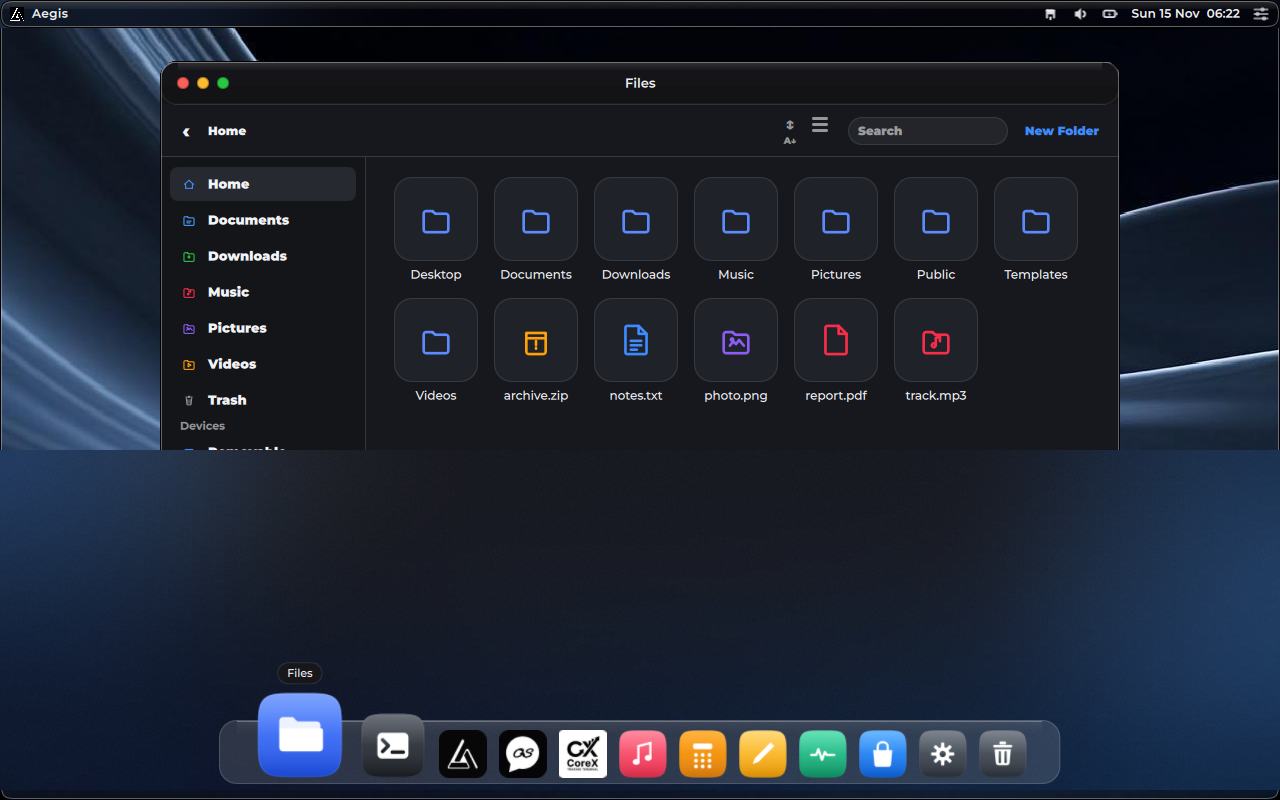 Aegis
Sun 15 Nov 06:22
Files
Home
Search
New Folder
Home
Documents
Downloads
Music
Pictures
Videos
Trash
Devices
Desktop
Documents
Downloads
Music
Pictures
Public
Templates
Videos
archive.zip
notes.txt
photo.png
report.pdf
track.mp3
Files
CX
CoreX